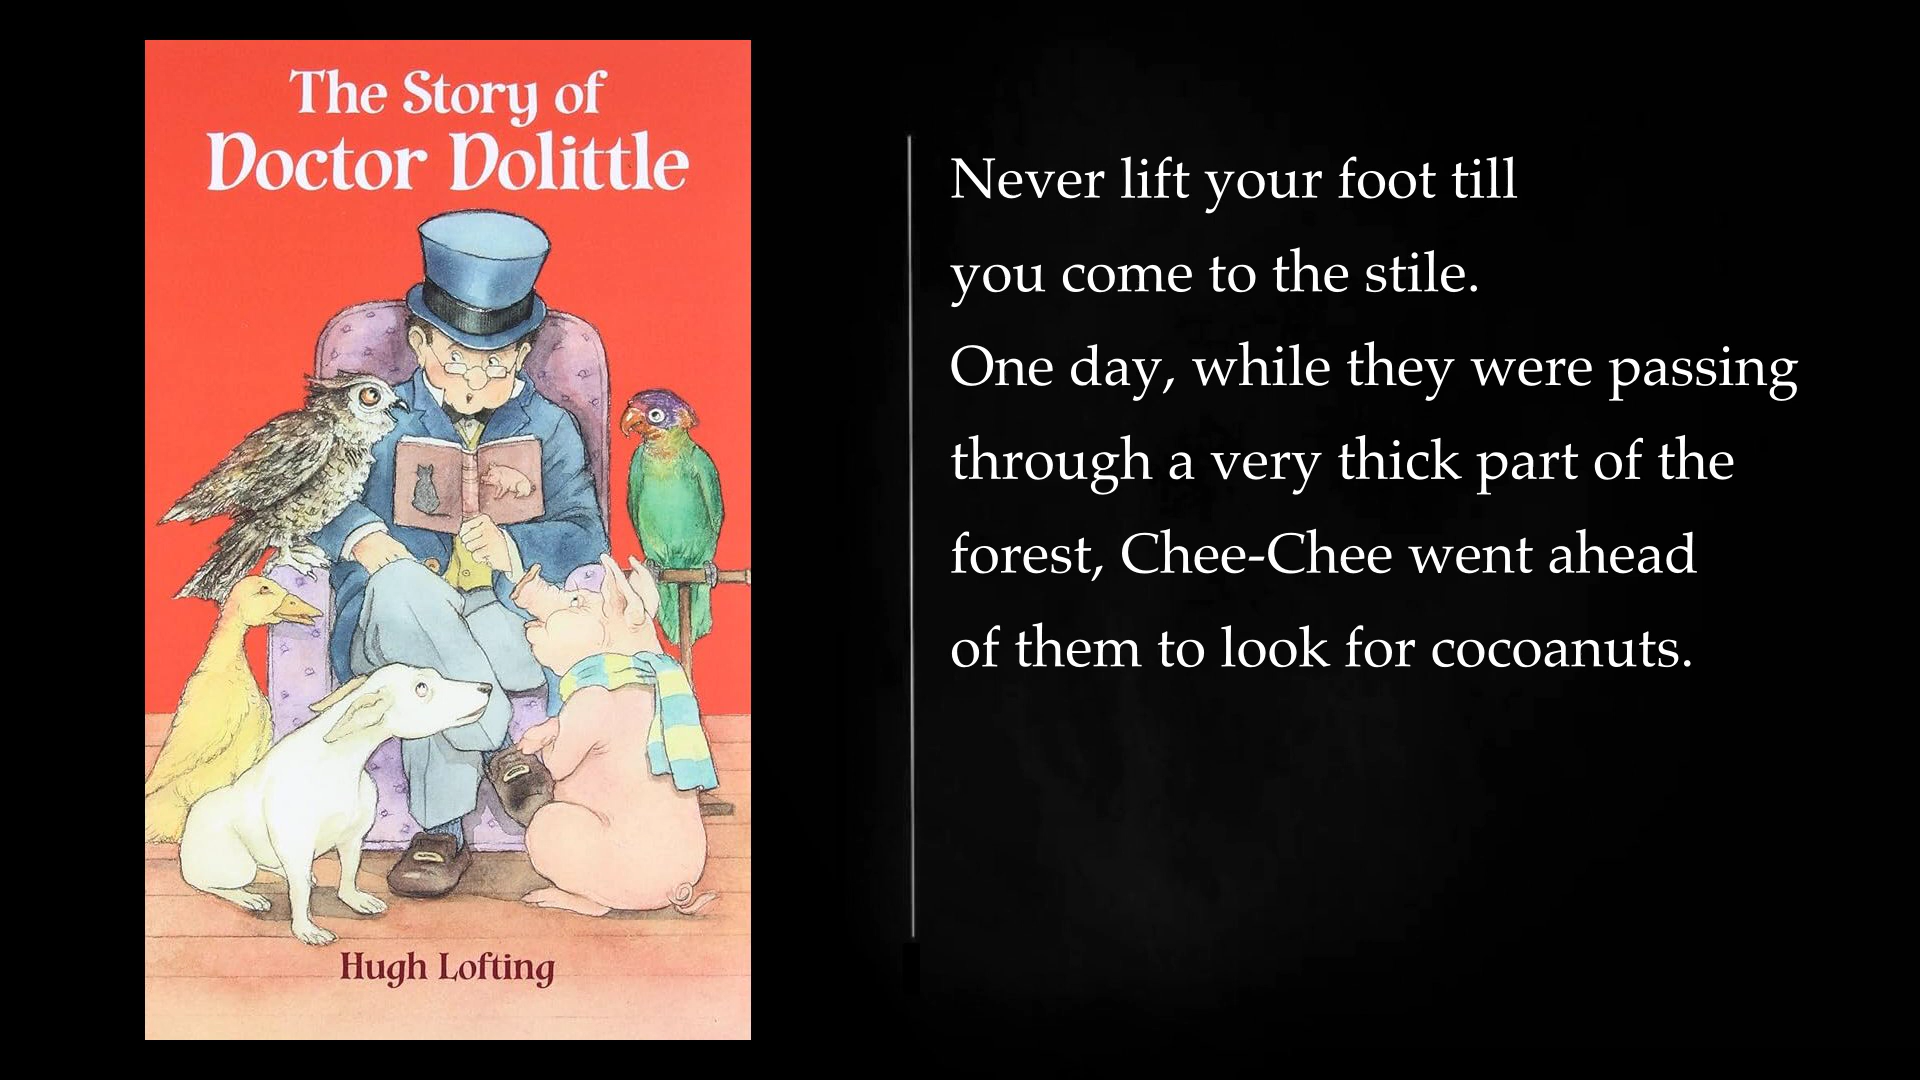 The Story of
Doctor Dolittle
Hugh Lofting
Never lift your foot till
you come to the stile.
One day, while they were passing
through a very thick part of the
forest, Chee-Chee went ahead
of them to look for cocoanuts.